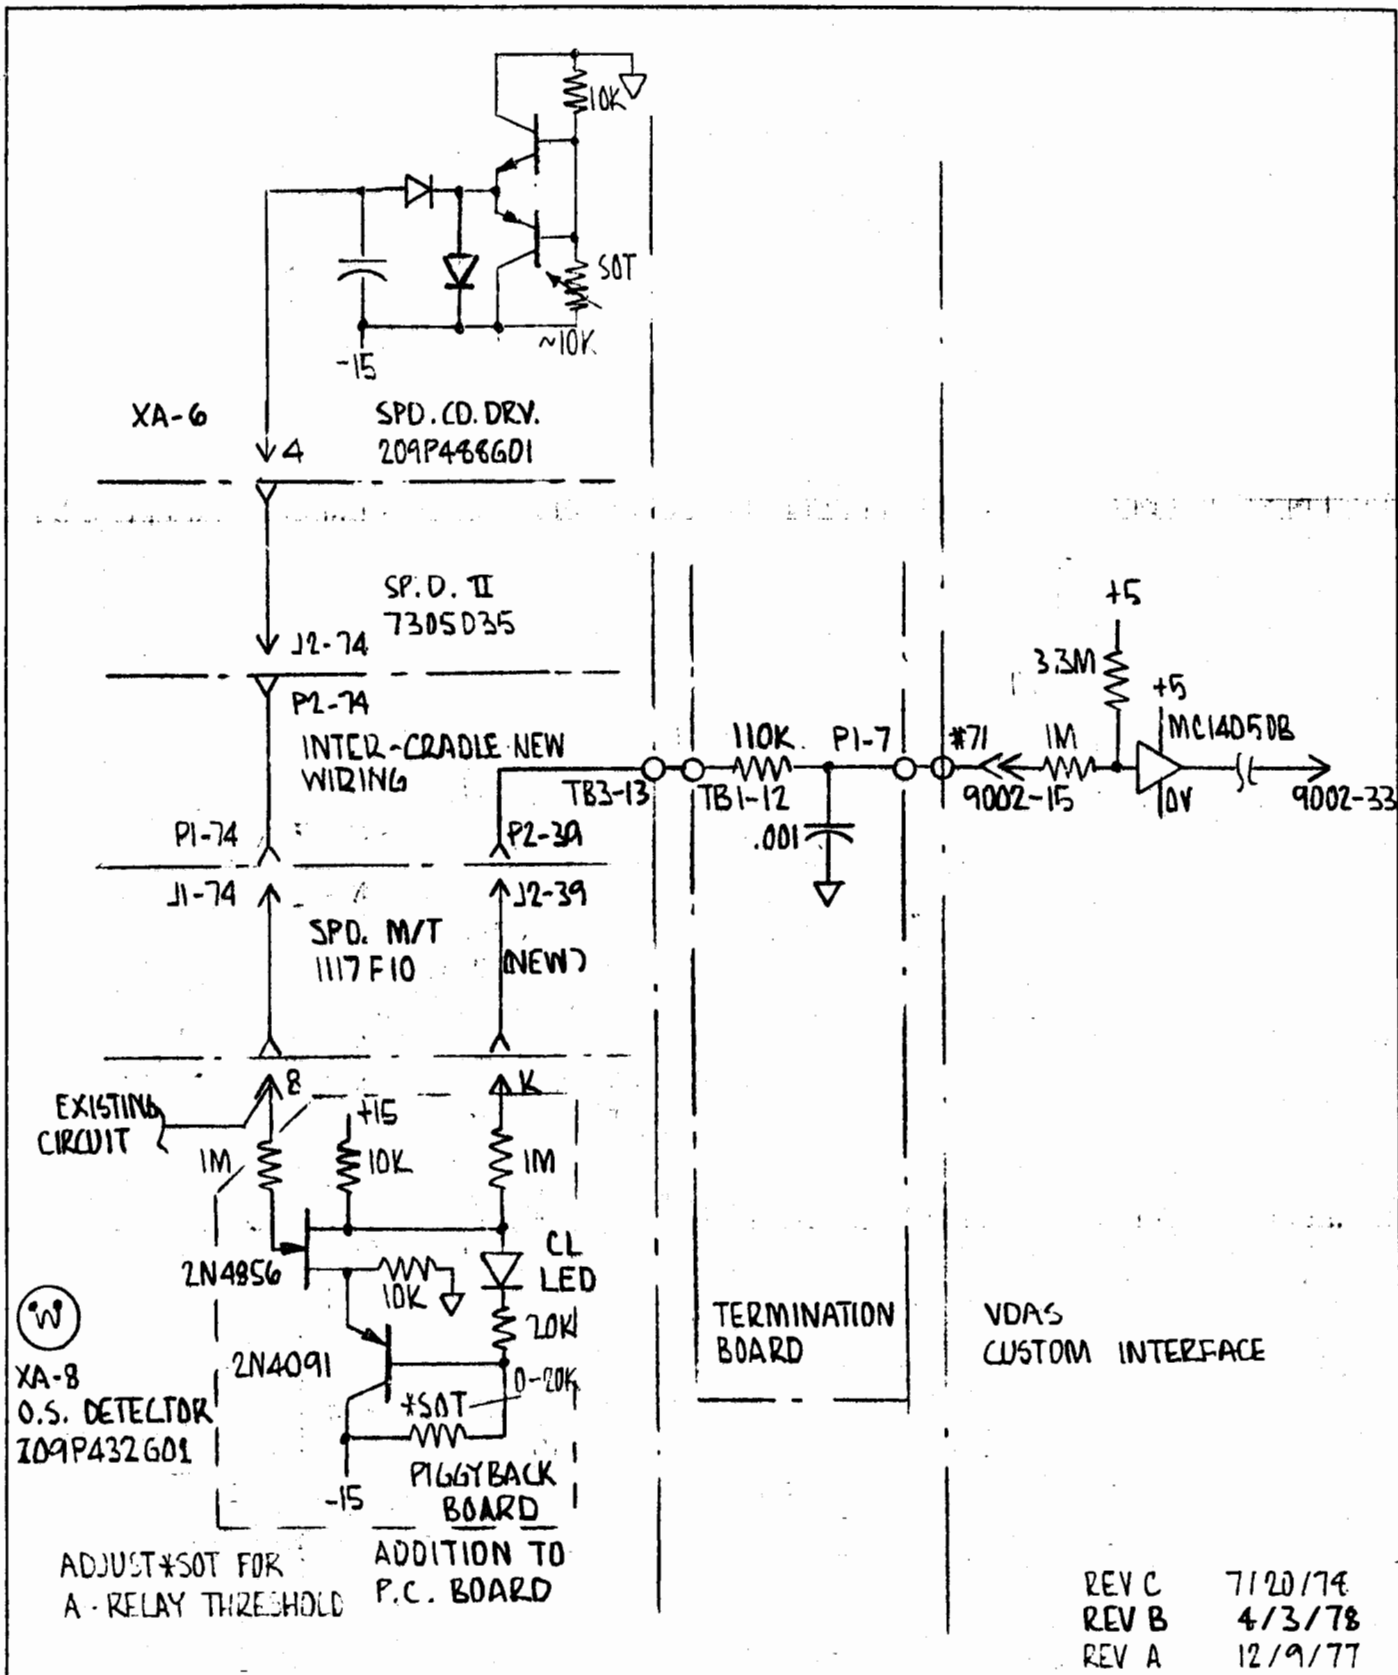 10K
SOT
~10K
-15
XA-6
SPD. CD. DRV.
4
209P488G01
SP. D. II
7305D35
J2-74
P2-74
INTER-CRADLE NEW
WIRING
+5
3.3M
+5
MC14050B
110K
P1-7
#71
1M
TB3-13
TB1-12
9002-15
0V
9002-33
.001
P1-74
P2-39
J1-74
J2-39
SPD. M/T
1117F10
(NEW)
8
K
EXISTING
CIRCUIT
+15
1M
10K
1M
2N4856
10K
CL
LED
20K
W
2N4091
0-20K
XA-8
O.S. DETECTOR
209P432G01
*SOT
-15
PIGGYBACK
BOARD
TERMINATION
BOARD
VDAS
CUSTOM INTERFACE
ADJUST *SOT FOR
A-RELAY THRESHOLD
ADDITION TO
P.C. BOARD
REV C 7/20/78
REV B 4/3/78
REV A 12/9/77